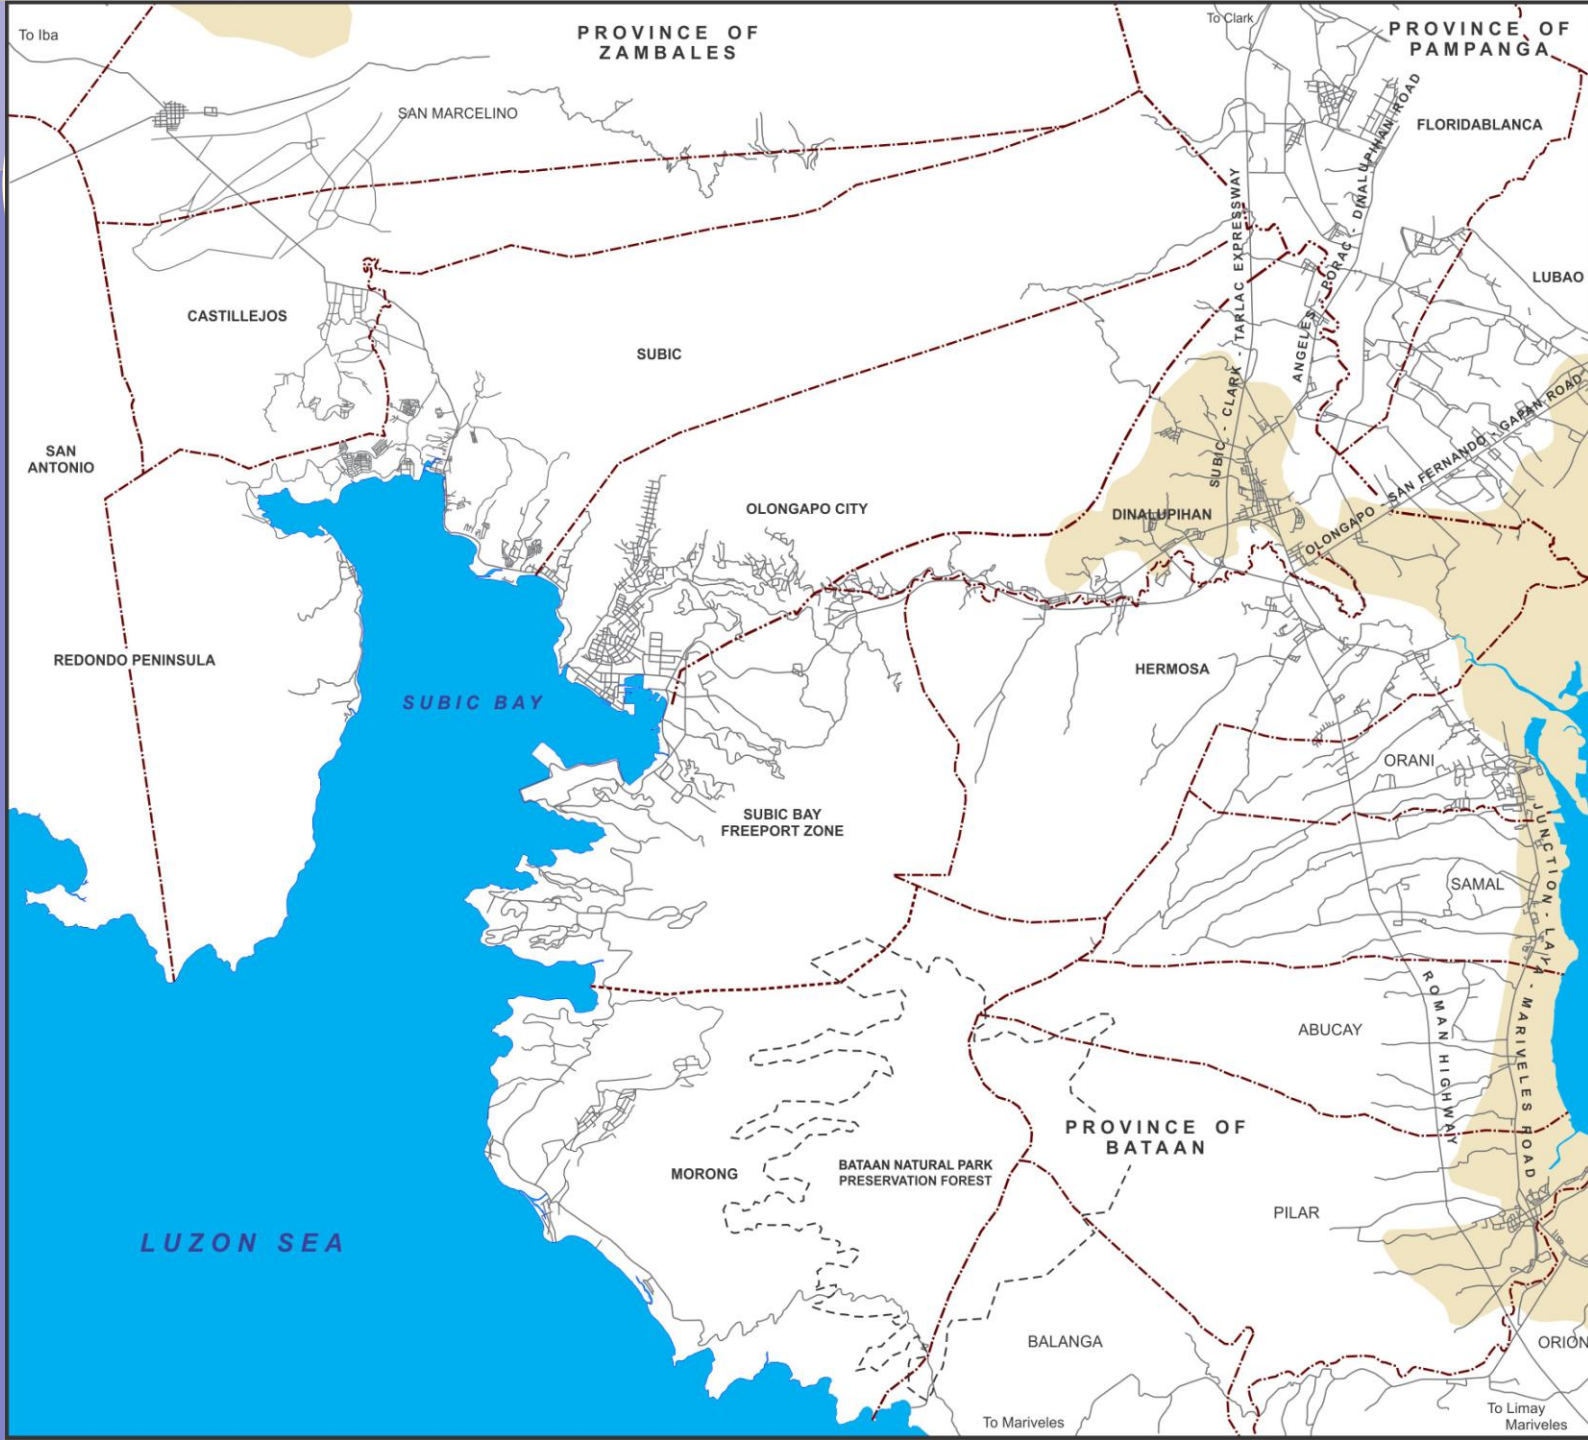 To Iba
PROVINCE OF
ZAMBALES
To Clark
PROVINCE OF
PAMPANGA
SAN MARCELINO
FLORIDABLANCA
ANGELES - PORAC - DINALUPIHAN ROAD
SUBIC - CLARK - TARLAC EXPRESSWAY
LUBAO
CASTILLEJOS
SUBIC
SAN
ANTONIO
OLONGAPO CITY
DINALUPIHAN
OLONGAPO - SAN FERNANDO - GAPAN ROAD
REDONDO PENINSULA
HERMOSA
SUBIC BAY
ORANI
SUBIC BAY
FREEPORT ZONE
SAMAL
JUNCTION - LAYA - MARIVELES ROAD
ROMAN HIGHWAY
ABUCAY
PROVINCE OF
BATAAN
MORONG
BATAAN NATURAL PARK
PRESERVATION FOREST
PILAR
LUZON SEA
BALANGA
ORION
To Mariveles
To Limay
Mariveles